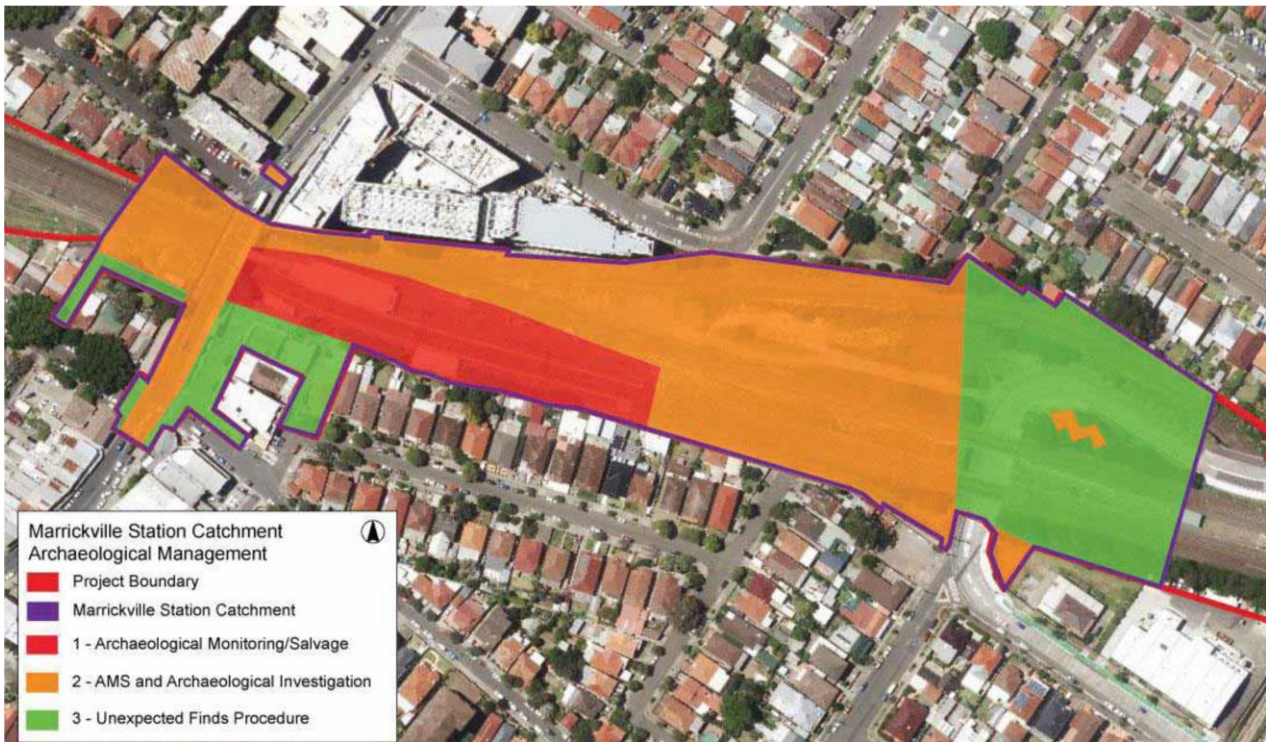 Marrickville Station Catchment
Archaeological Management
Project Boundary
Marrickville Station Catchment
1 - Archaeological Monitoring/Salvage
2 - AMS and Archaeological Investigation
3 - Unexpected Finds Procedure